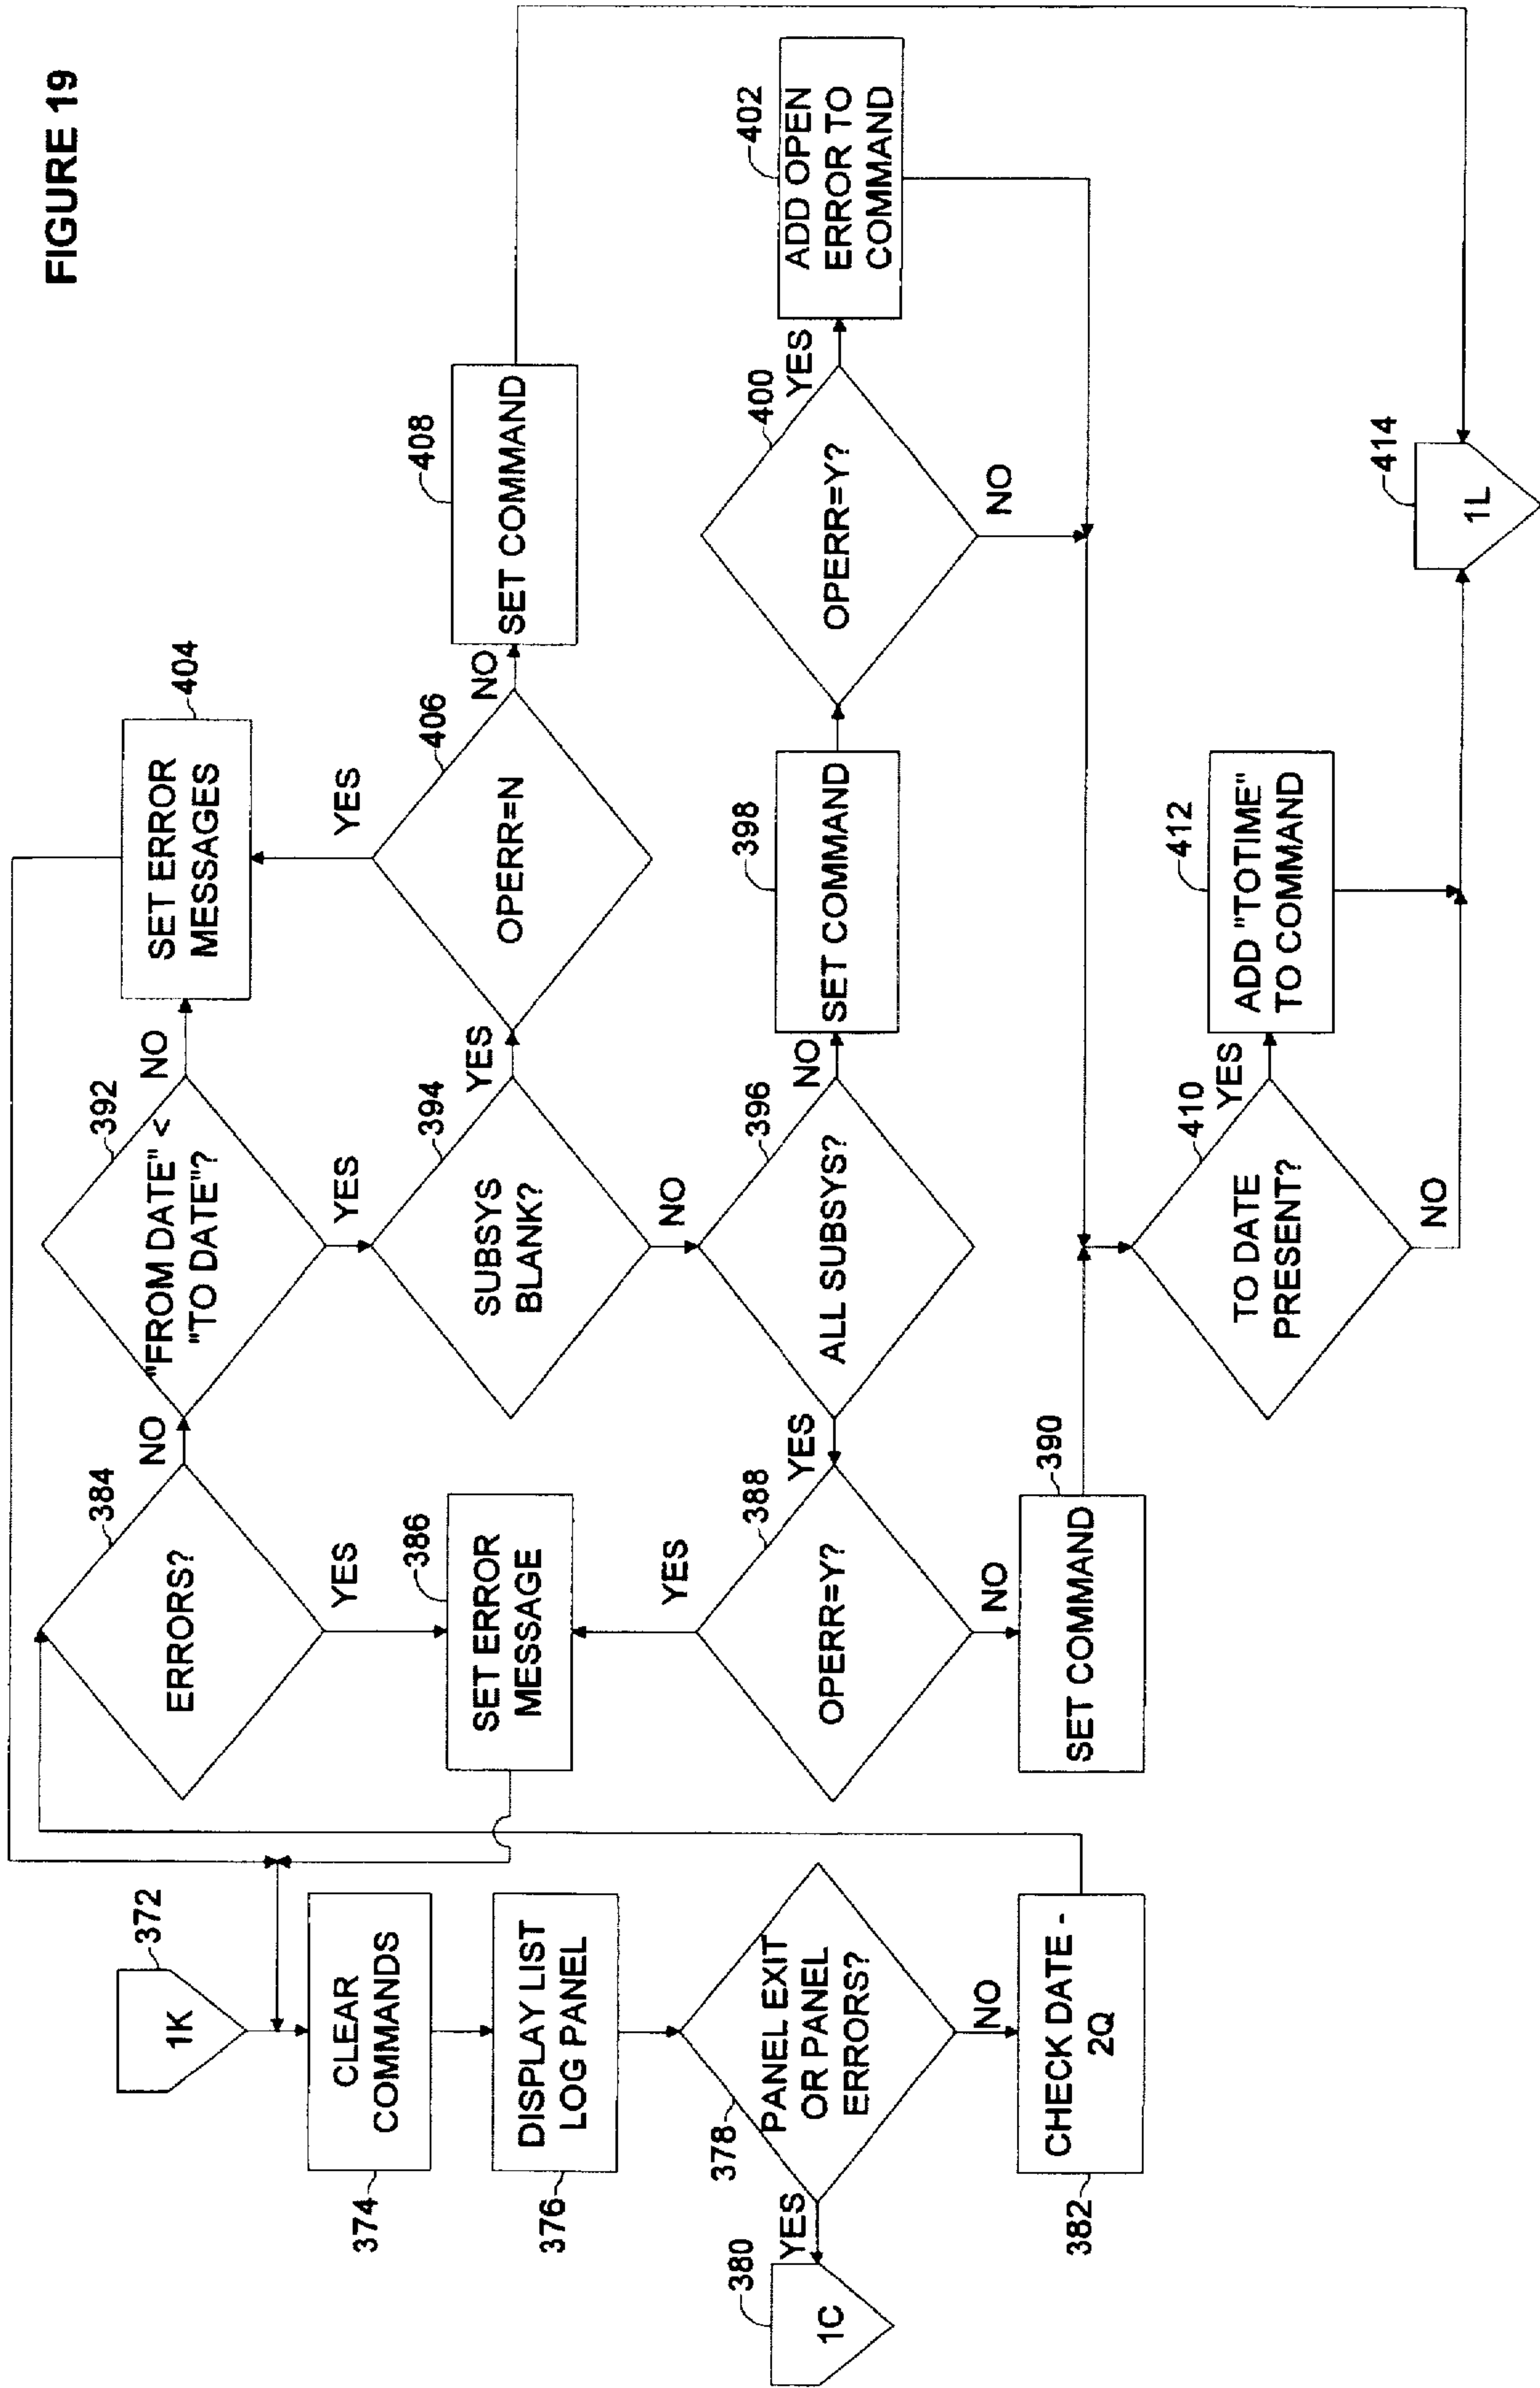 FIGURE 19
1K
372
CLEAR
COMMANDS
374
DISPLAY LIST
LOG PANEL
376
PANEL EXIT
OR PANEL
ERRORS?
378
YES
1C
380
NO
CHECK DATE -
2Q
382
ERRORS?
384
NO
YES
SET ERROR
MESSAGE
386
YES
OPERR=Y?
388
NO
SET COMMAND
390
"FROM DATE" <
"TO DATE"?
392
NO
YES
SUBSYS
BLANK?
394
YES
NO
ALL SUBSYS?
396
YES
NO
SET COMMAND
398
OPERR=Y?
400
YES
NO
ADD OPEN
ERROR TO
COMMAND
402
SET ERROR
MESSAGES
404
YES
OPERR=N
406
NO
SET COMMAND
408
TO DATE
PRESENT?
410
YES
NO
ADD "TOTIME"
TO COMMAND
412
1L
414